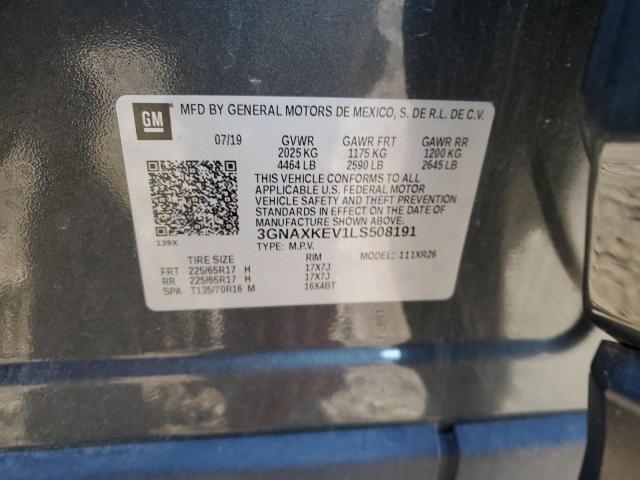 GM
MFD BY GENERAL MOTORS DE MEXICO, S. DE R.L. DE C.V.
07/19 GVWR GAWR FRT GAWR RR
2025 KG 1175 KG 1200 KG
4464 LB 2590 LB 2645 LB
THIS VEHICLE CONFORMS TO ALL
APPLICABLE U.S. FEDERAL MOTOR
VEHICLE SAFETY AND THEFT
PREVENTION STANDARDS IN EFFECT
ON THE DATE OF MANUFACTURE
SHOWN ABOVE.
3GNAXKEV1LS508191
139X TYPE: M.P.V. MODEL: 111XR26
TIRE SIZE RIM
FRT 225/65R17 H 17X7J
RR 225/65R17 H 17X7J
SPA T135/70R16 M 16X4BT